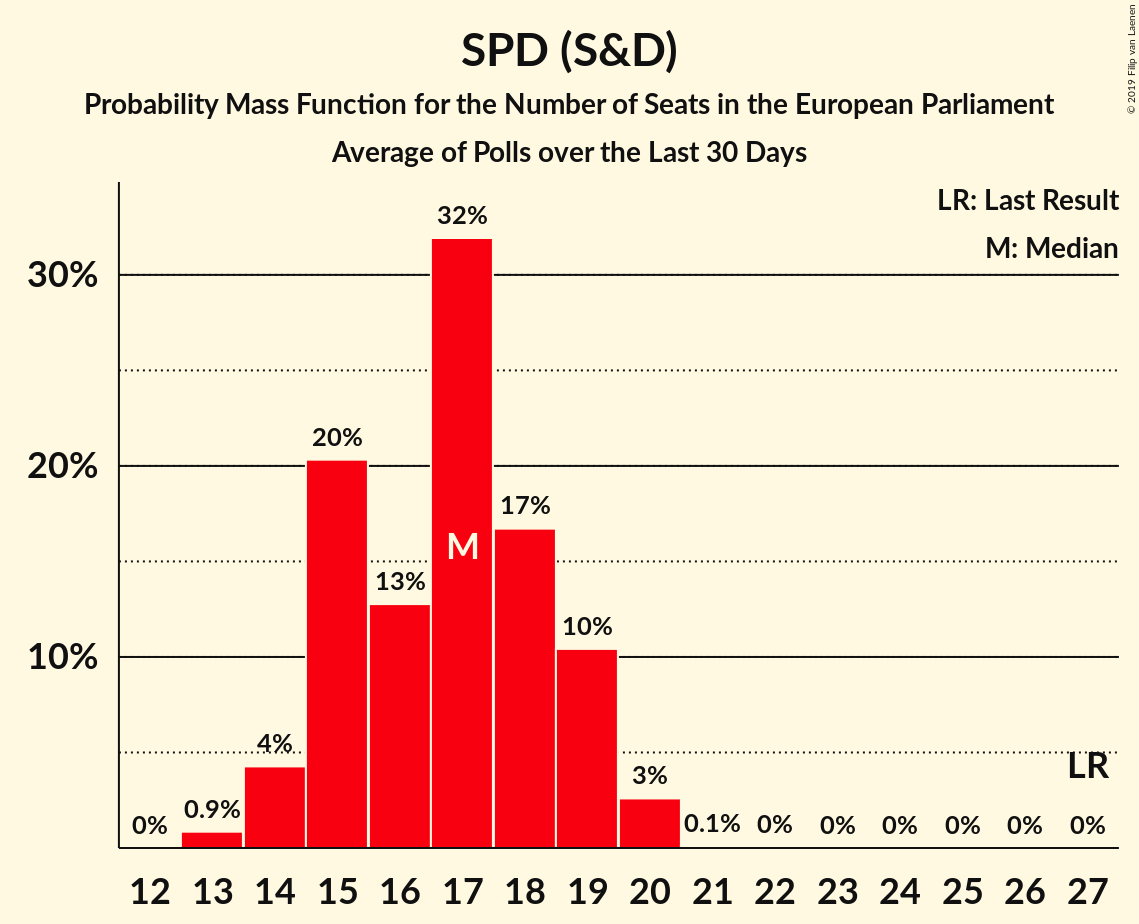 SPD (S&D)
Probability Mass Function for the Number of Seats in the European Parliament
Average of Polls over the Last 30 Days
© 2019 Filip van Laenen
LR: Last Result
M: Median
30%
20%
10%
0%
0.9%
4%
20%
13%
32%
17%
10%
3%
0.1%
0%
0%
0%
0%
0%
0%
M
LR
12 13 14 15 16 17 18 19 20 21 22 23 24 25 26 27